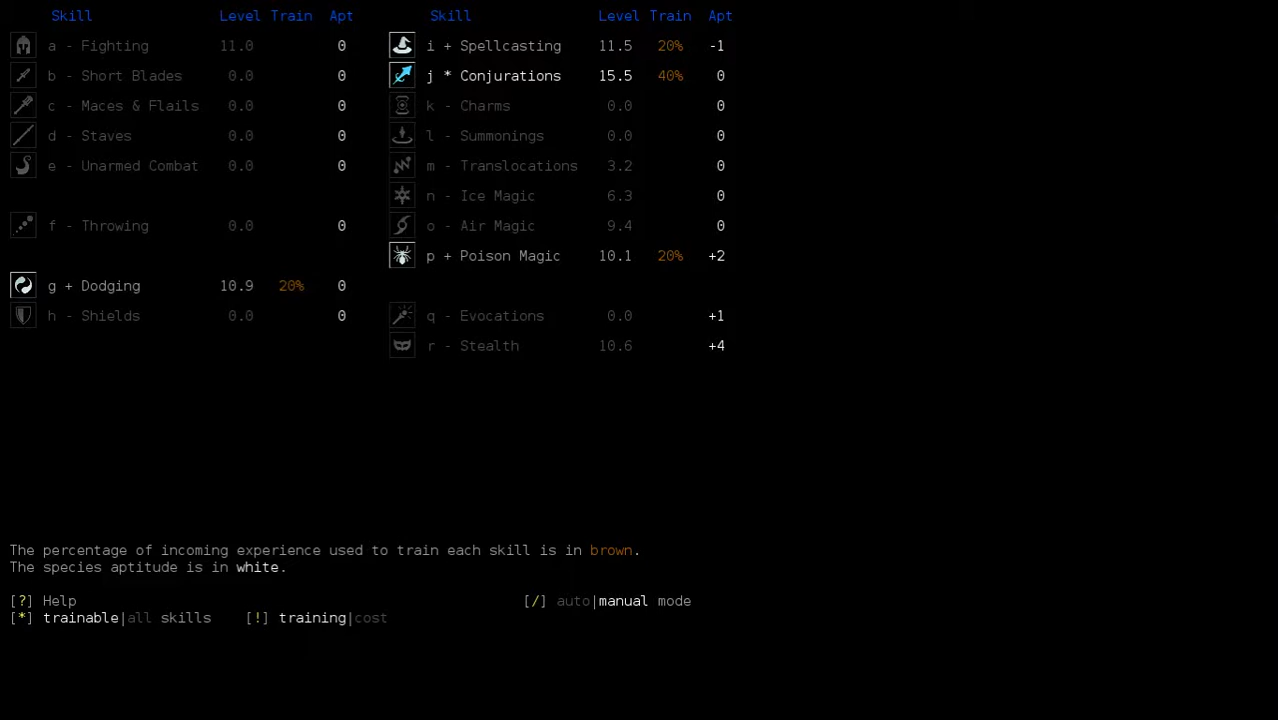 Skill Level Train Apt Skill Level Train Apt
a - Fighting 11.0 0 i + Spellcasting 11.5 20% -1
b - Short Blades 0.0 0 j * Conjurations 15.5 40% 0
c - Maces & Flails 0.0 0 k - Charms 0.0 0
d - Staves 0.0 0 l - Summonings 0.0 0
e - Unarmed Combat 0.0 0 m - Translocations 3.2 0
n - Ice Magic 6.3 0
f - Throwing 0.0 0 o - Air Magic 9.4 0
p + Poison Magic 10.1 20% +2
g + Dodging 10.9 20% 0
h - Shields 0.0 0 q - Evocations 0.0 +1
r - Stealth 10.6 +4
The percentage of incoming experience used to train each skill is in brown.
The species aptitude is in white.
[?] Help [/] auto|manual mode
[*] trainable|all skills [!] training|cost